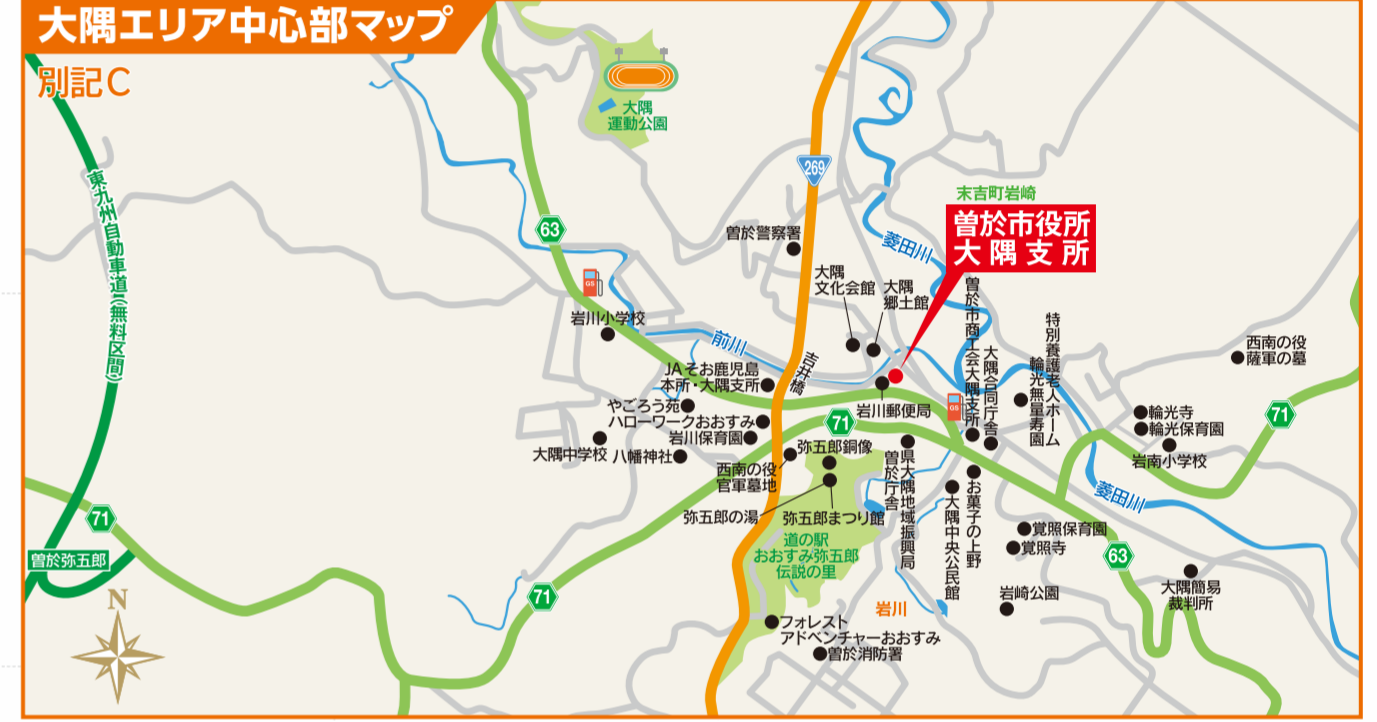 大隅エリア中心部マップ
別記C
東九州自動車道(無料区間)
大隅
運動公園
269
63
末吉町岩崎
曽於市役所
大隅支所
曽於警察署
菱田川
大隅
文化会館
大隅
郷土館
GS
岩川小学校
前川
吉井橋
曽於市商工会大隅支所
大隅合同庁舎
特別養護老人ホーム
輪光無量寿園
西南の役
薩軍の墓
JAそお鹿児島
本所・大隅支所
やごろう苑
ハローワークおおすみ
岩川保育園
大隅中学校
八幡神社
岩川郵便局
GS
71
71
輪光寺
輪光保育園
岩南小学校
菱田川
西南の役
官軍墓地
弥五郎銅像
弥五郎の湯
弥五郎まつり館
道の駅
おおすみ弥五郎
伝説の里
県大隅地域振興局
曽於庁舎
お菓子の上野
大隅中央公民館
覚照保育園
覚照寺
63
71
曽於弥五郎
N
71
岩川
岩崎公園
大隅簡易
裁判所
フォレスト
アドベンチャーおおすみ
曽於消防署